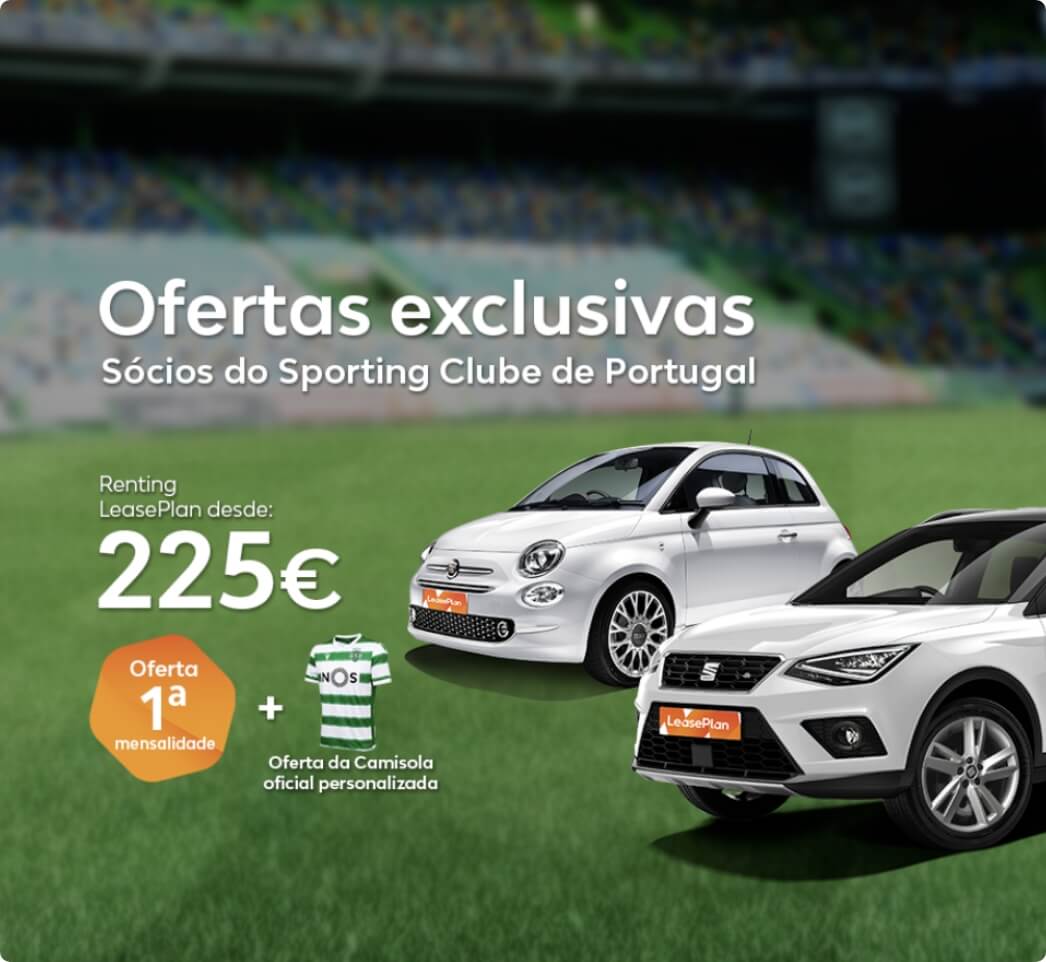 Ofertas exclusivas
Sócios do Sporting Clube de Portugal
Renting
LeasePlan desde:
225€
Oferta
1ª
mensalidade
+
NOS
Oferta da Camisola
oficial personalizada
LeasePlan
LeasePlan